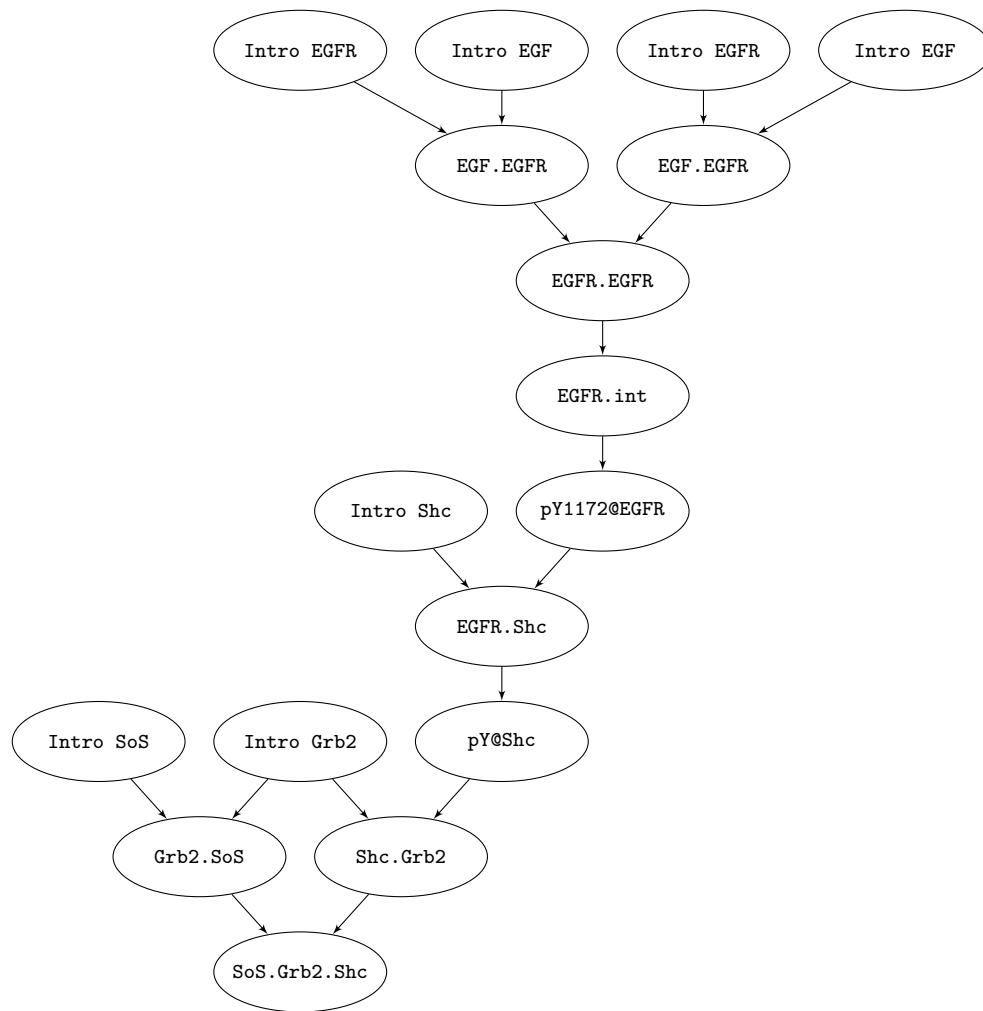 Intro EGFR
Intro EGF
Intro EGFR
Intro EGF
EGF.EGFR
EGF.EGFR
EGFR.EGFR
EGFR.int
Intro Shc
pY1172@EGFR
EGFR.Shc
Intro SoS
Intro Grb2
pY@Shc
Grb2.SoS
Shc.Grb2
SoS.Grb2.Shc